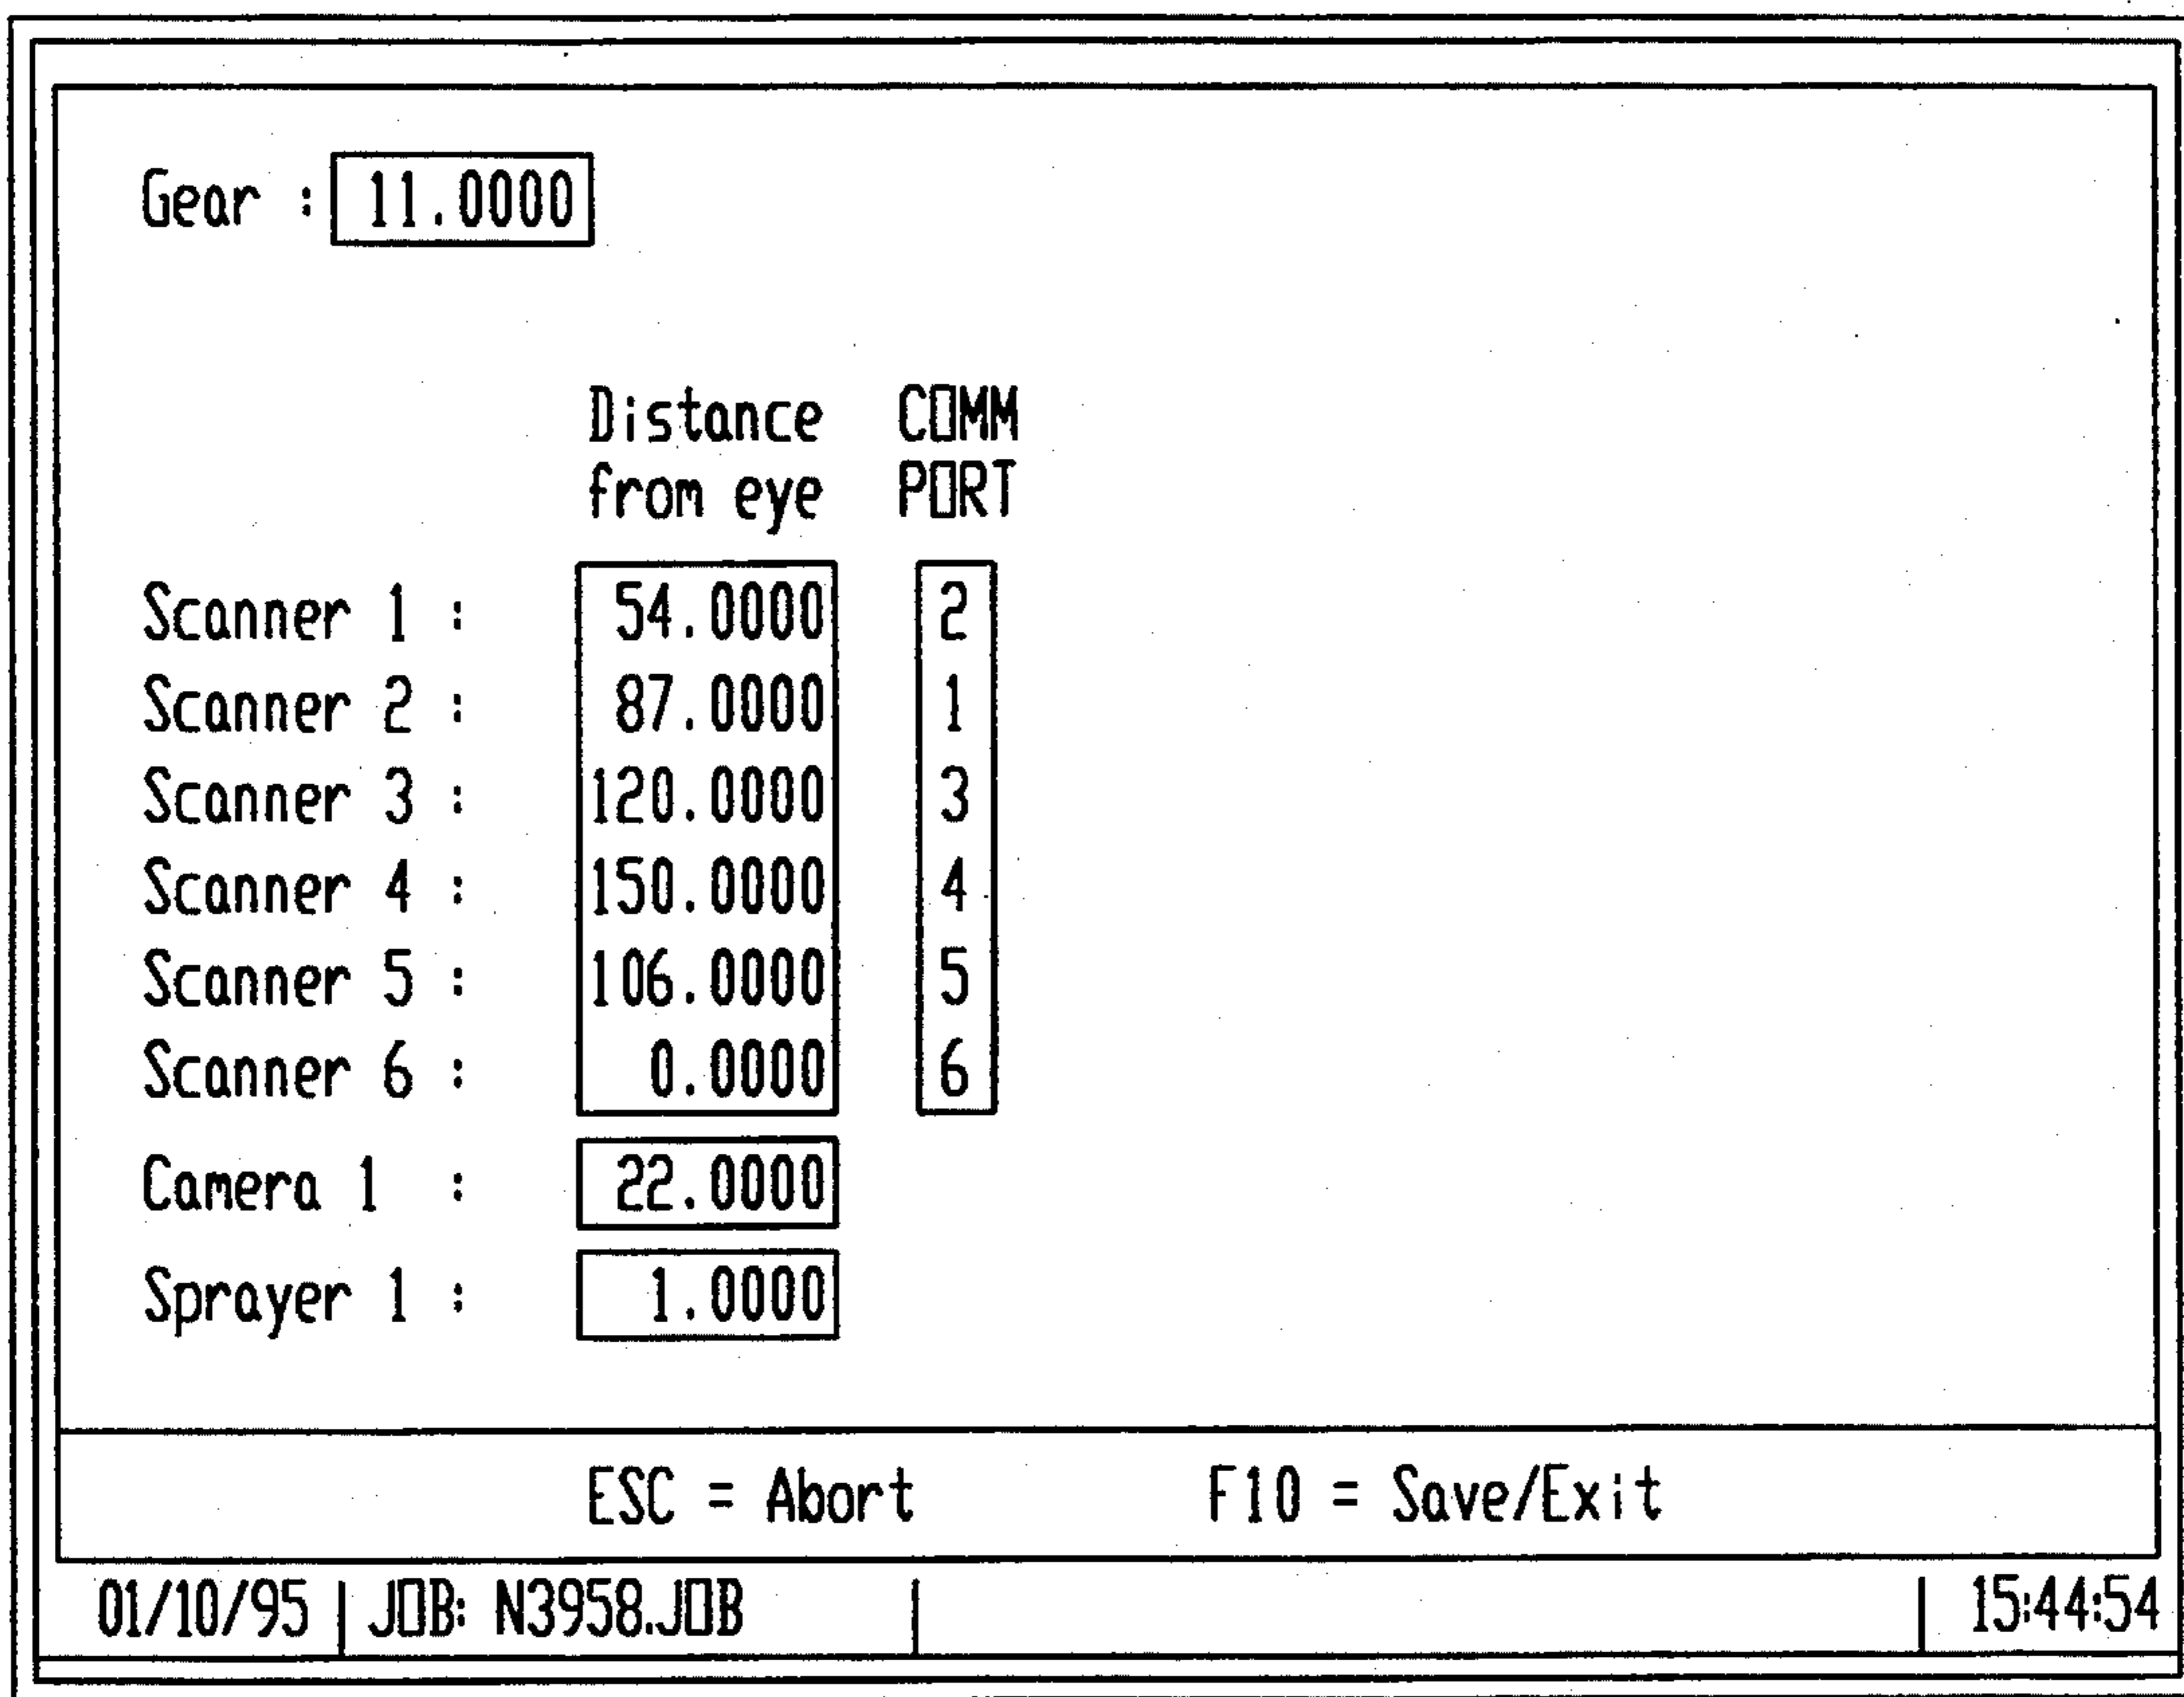 Gear : 11.0000
Distance COMM
from eye PORT
Scanner 1 : 54.0000 2
Scanner 2 : 87.0000 1
Scanner 3 : 120.0000 3
Scanner 4 : 150.0000 4
Scanner 5 : 106.0000 5
Scanner 6 : 0.0000 6
Camera 1 : 22.0000
Sprayer 1 : 1.0000
ESC = Abort F10 = Save/Exit
01/10/95 | JOB: N3958.JOB | | 15:44:54